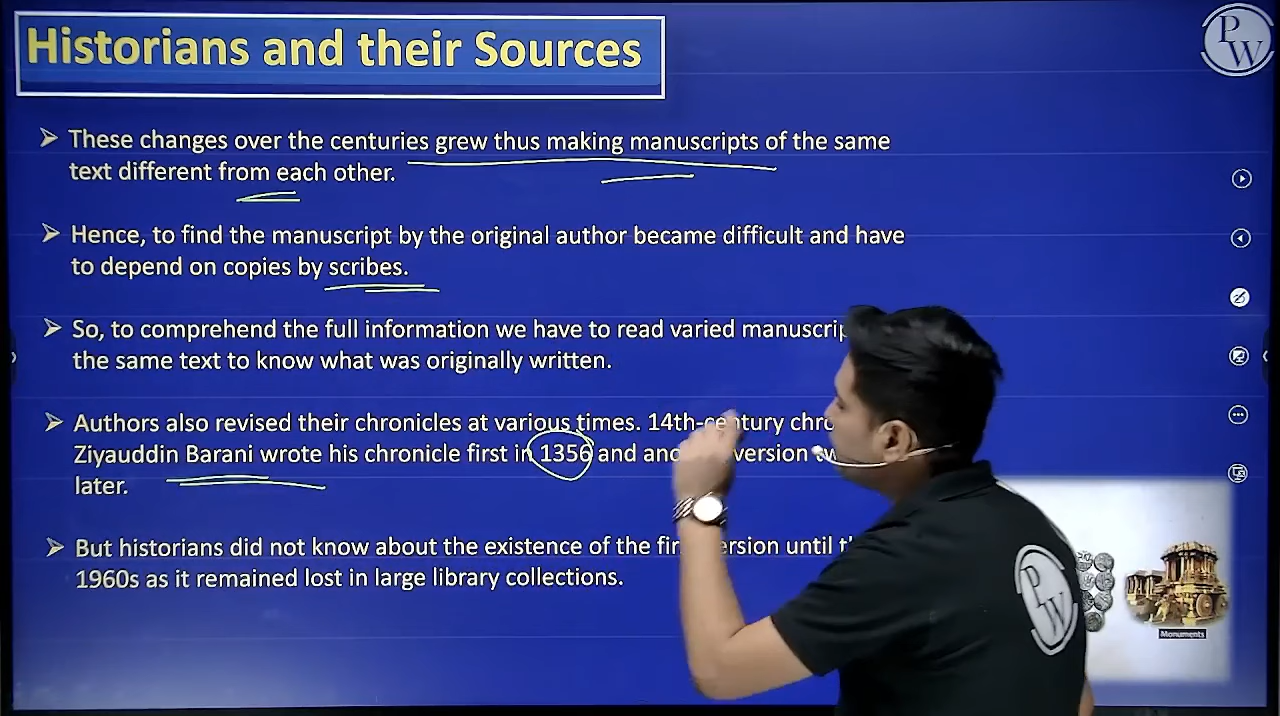 Historians and their Sources
P
W
➢ These changes over the centuries grew thus making manuscripts of the same
text different from each other.
➢ Hence, to find the manuscript by the original author became difficult and have
to depend on copies by scribes.
➢ So, to comprehend the full information we have to read varied
the same text to know what was originally written.
➢ Authors also revised their chronicles at various times. 14th-century
Ziyauddin Barani wrote his chronicle first in 1356 and version
later.
➢ But historians did not know about the existence of the until
1960s as it remained lost in large library collections.
P
W
Monuments